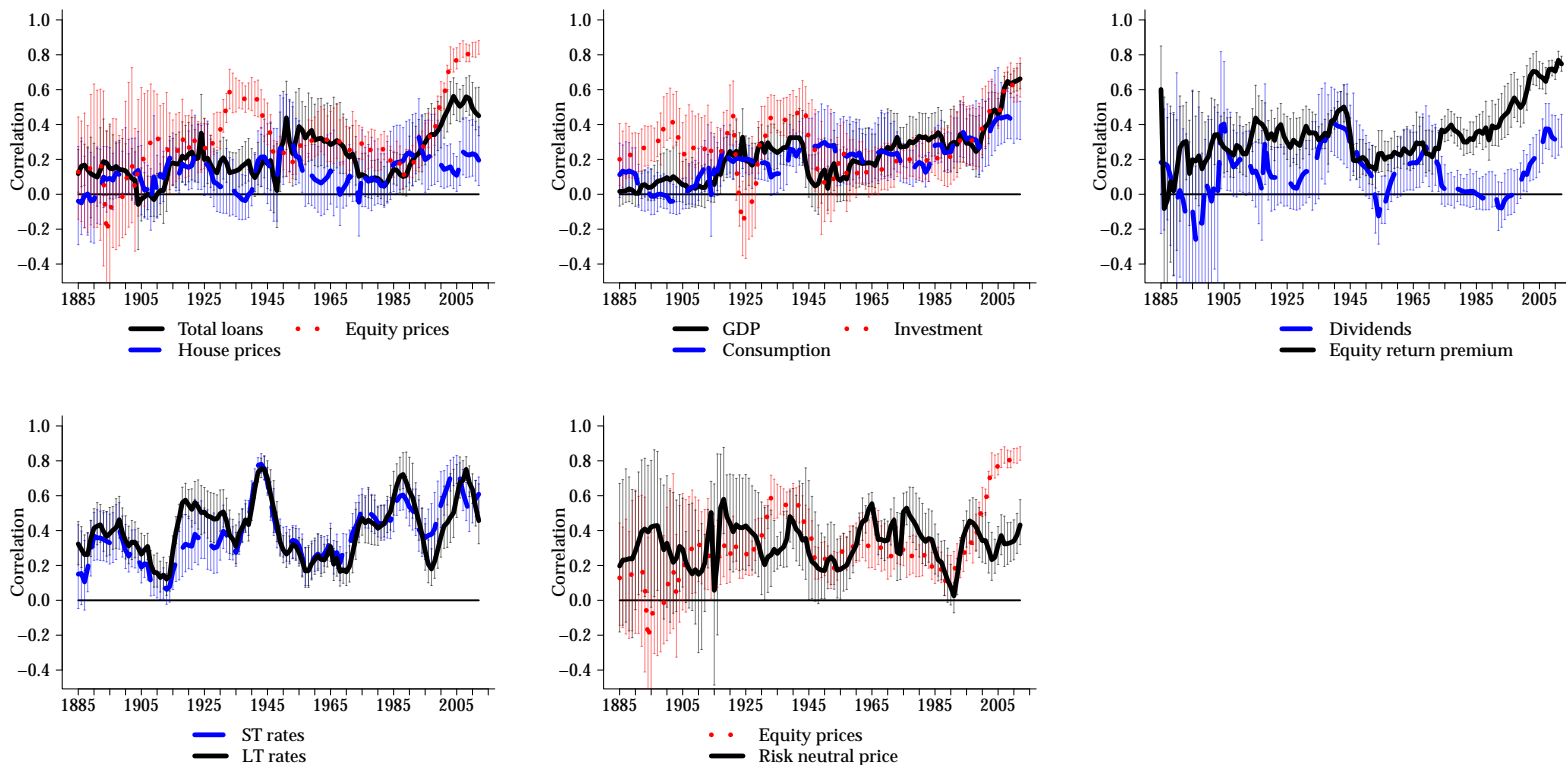 Correlation
1.0
0.8
0.6
0.4
0.2
0.0
−0.2
−0.4
1885 1905 1925 1945 1965 1985 2005
Total loans Equity prices
House prices
Correlation
1.0
0.8
0.6
0.4
0.2
0.0
−0.2
−0.4
1885 1905 1925 1945 1965 1985 2005
GDP Investment
Consumption
Correlation
1.0
0.8
0.6
0.4
0.2
0.0
−0.2
−0.4
1885 1905 1925 1945 1965 1985 2005
Dividends
Equity return premium
Correlation
1.0
0.8
0.6
0.4
0.2
0.0
−0.2
−0.4
1885 1905 1925 1945 1965 1985 2005
ST rates
LT rates
Correlation
1.0
0.8
0.6
0.4
0.2
0.0
−0.2
−0.4
1885 1905 1925 1945 1965 1985 2005
Equity prices
Risk neutral price